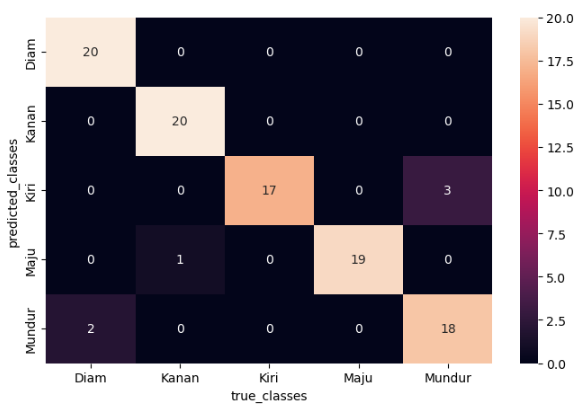 predicted_classes
Diam 20 0 0 0 0
Kanan 0 20 0 0 0
Kiri 0 0 17 0 3
Maju 0 1 0 19 0
Mundur 2 0 0 0 18
Diam Kanan Kiri Maju Mundur
true_classes
20.0
17.5
15.0
12.5
10.0
7.5
5.0
2.5
0.0